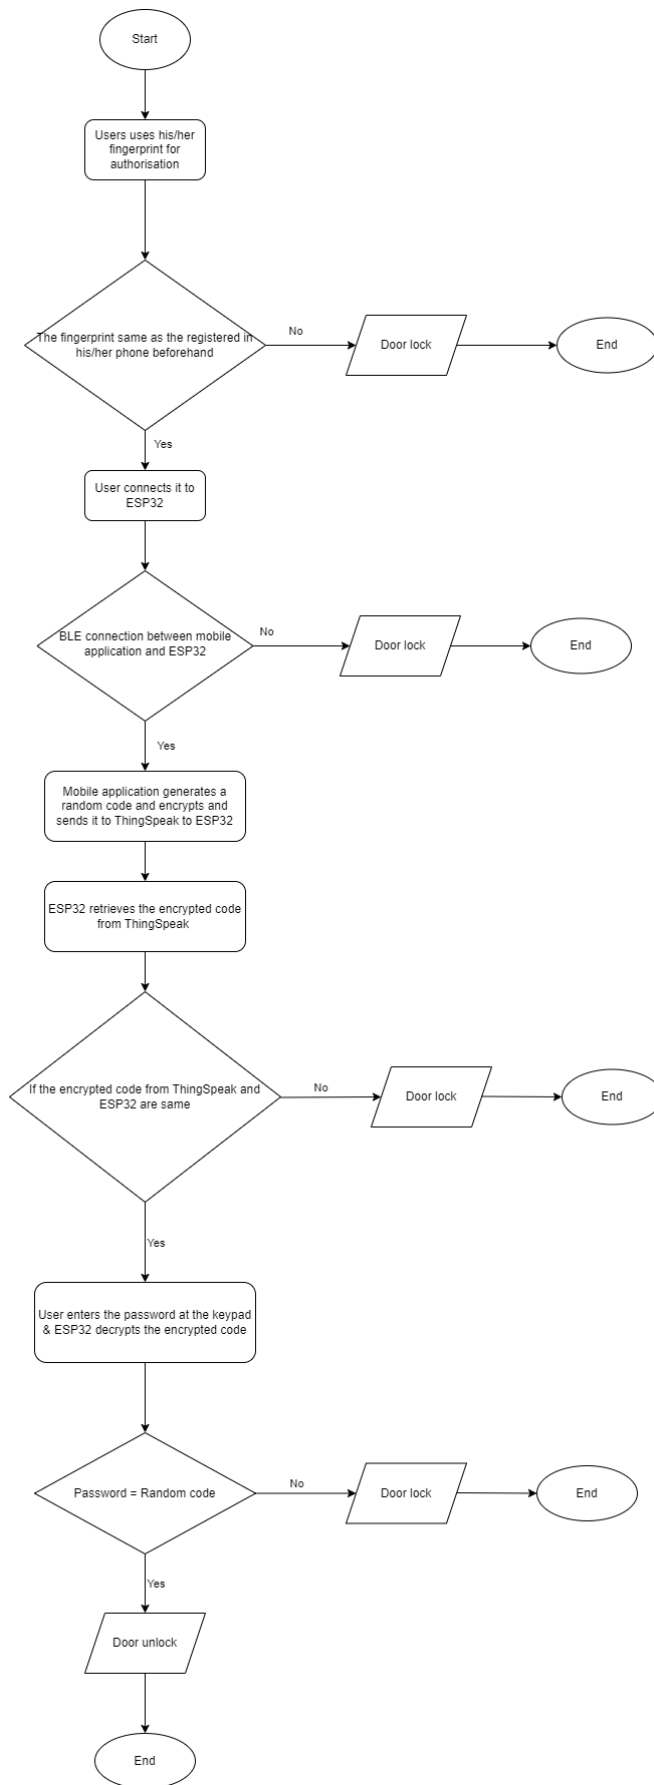 Start
Users uses his/her
fingerprint for
authorisation
The fingerprint same as the registered in
his/her phone beforehand
No
Door lock
End
Yes
User connects it to
ESP32
BLE connection between mobile
application and ESP32
No
Door lock
End
Yes
Mobile application generates a
random code and encrypts and
sends it to ThingSpeak to ESP32
ESP32 retrieves the encrypted code
from ThingSpeak
If the encrypted code from ThingSpeak and
ESP32 are same
No
Door lock
End
Yes
User enters the password at the keypad
& ESP32 decrypts the encrypted code
Password = Random code
No
Door lock
End
Yes
Door unlock
End